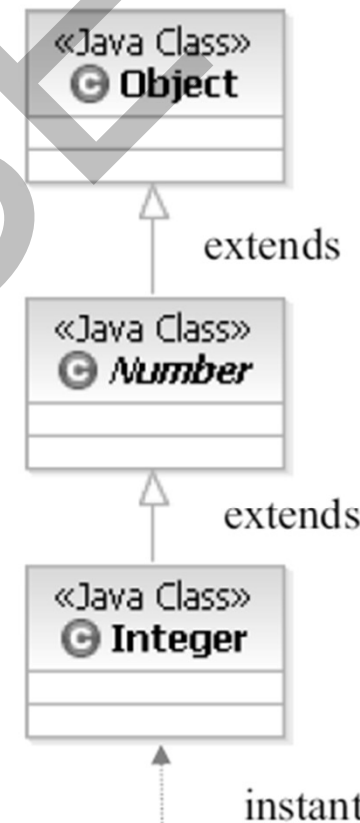 «Java Class»
C Object
extends
«Java Class»
C Number
extends
«Java Class»
C Integer